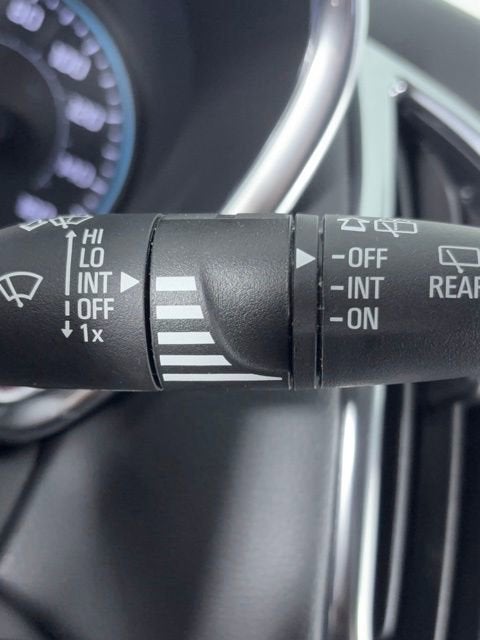 HI
LO
INT
OFF
1x
-OFF
-INT
-ON
REAR